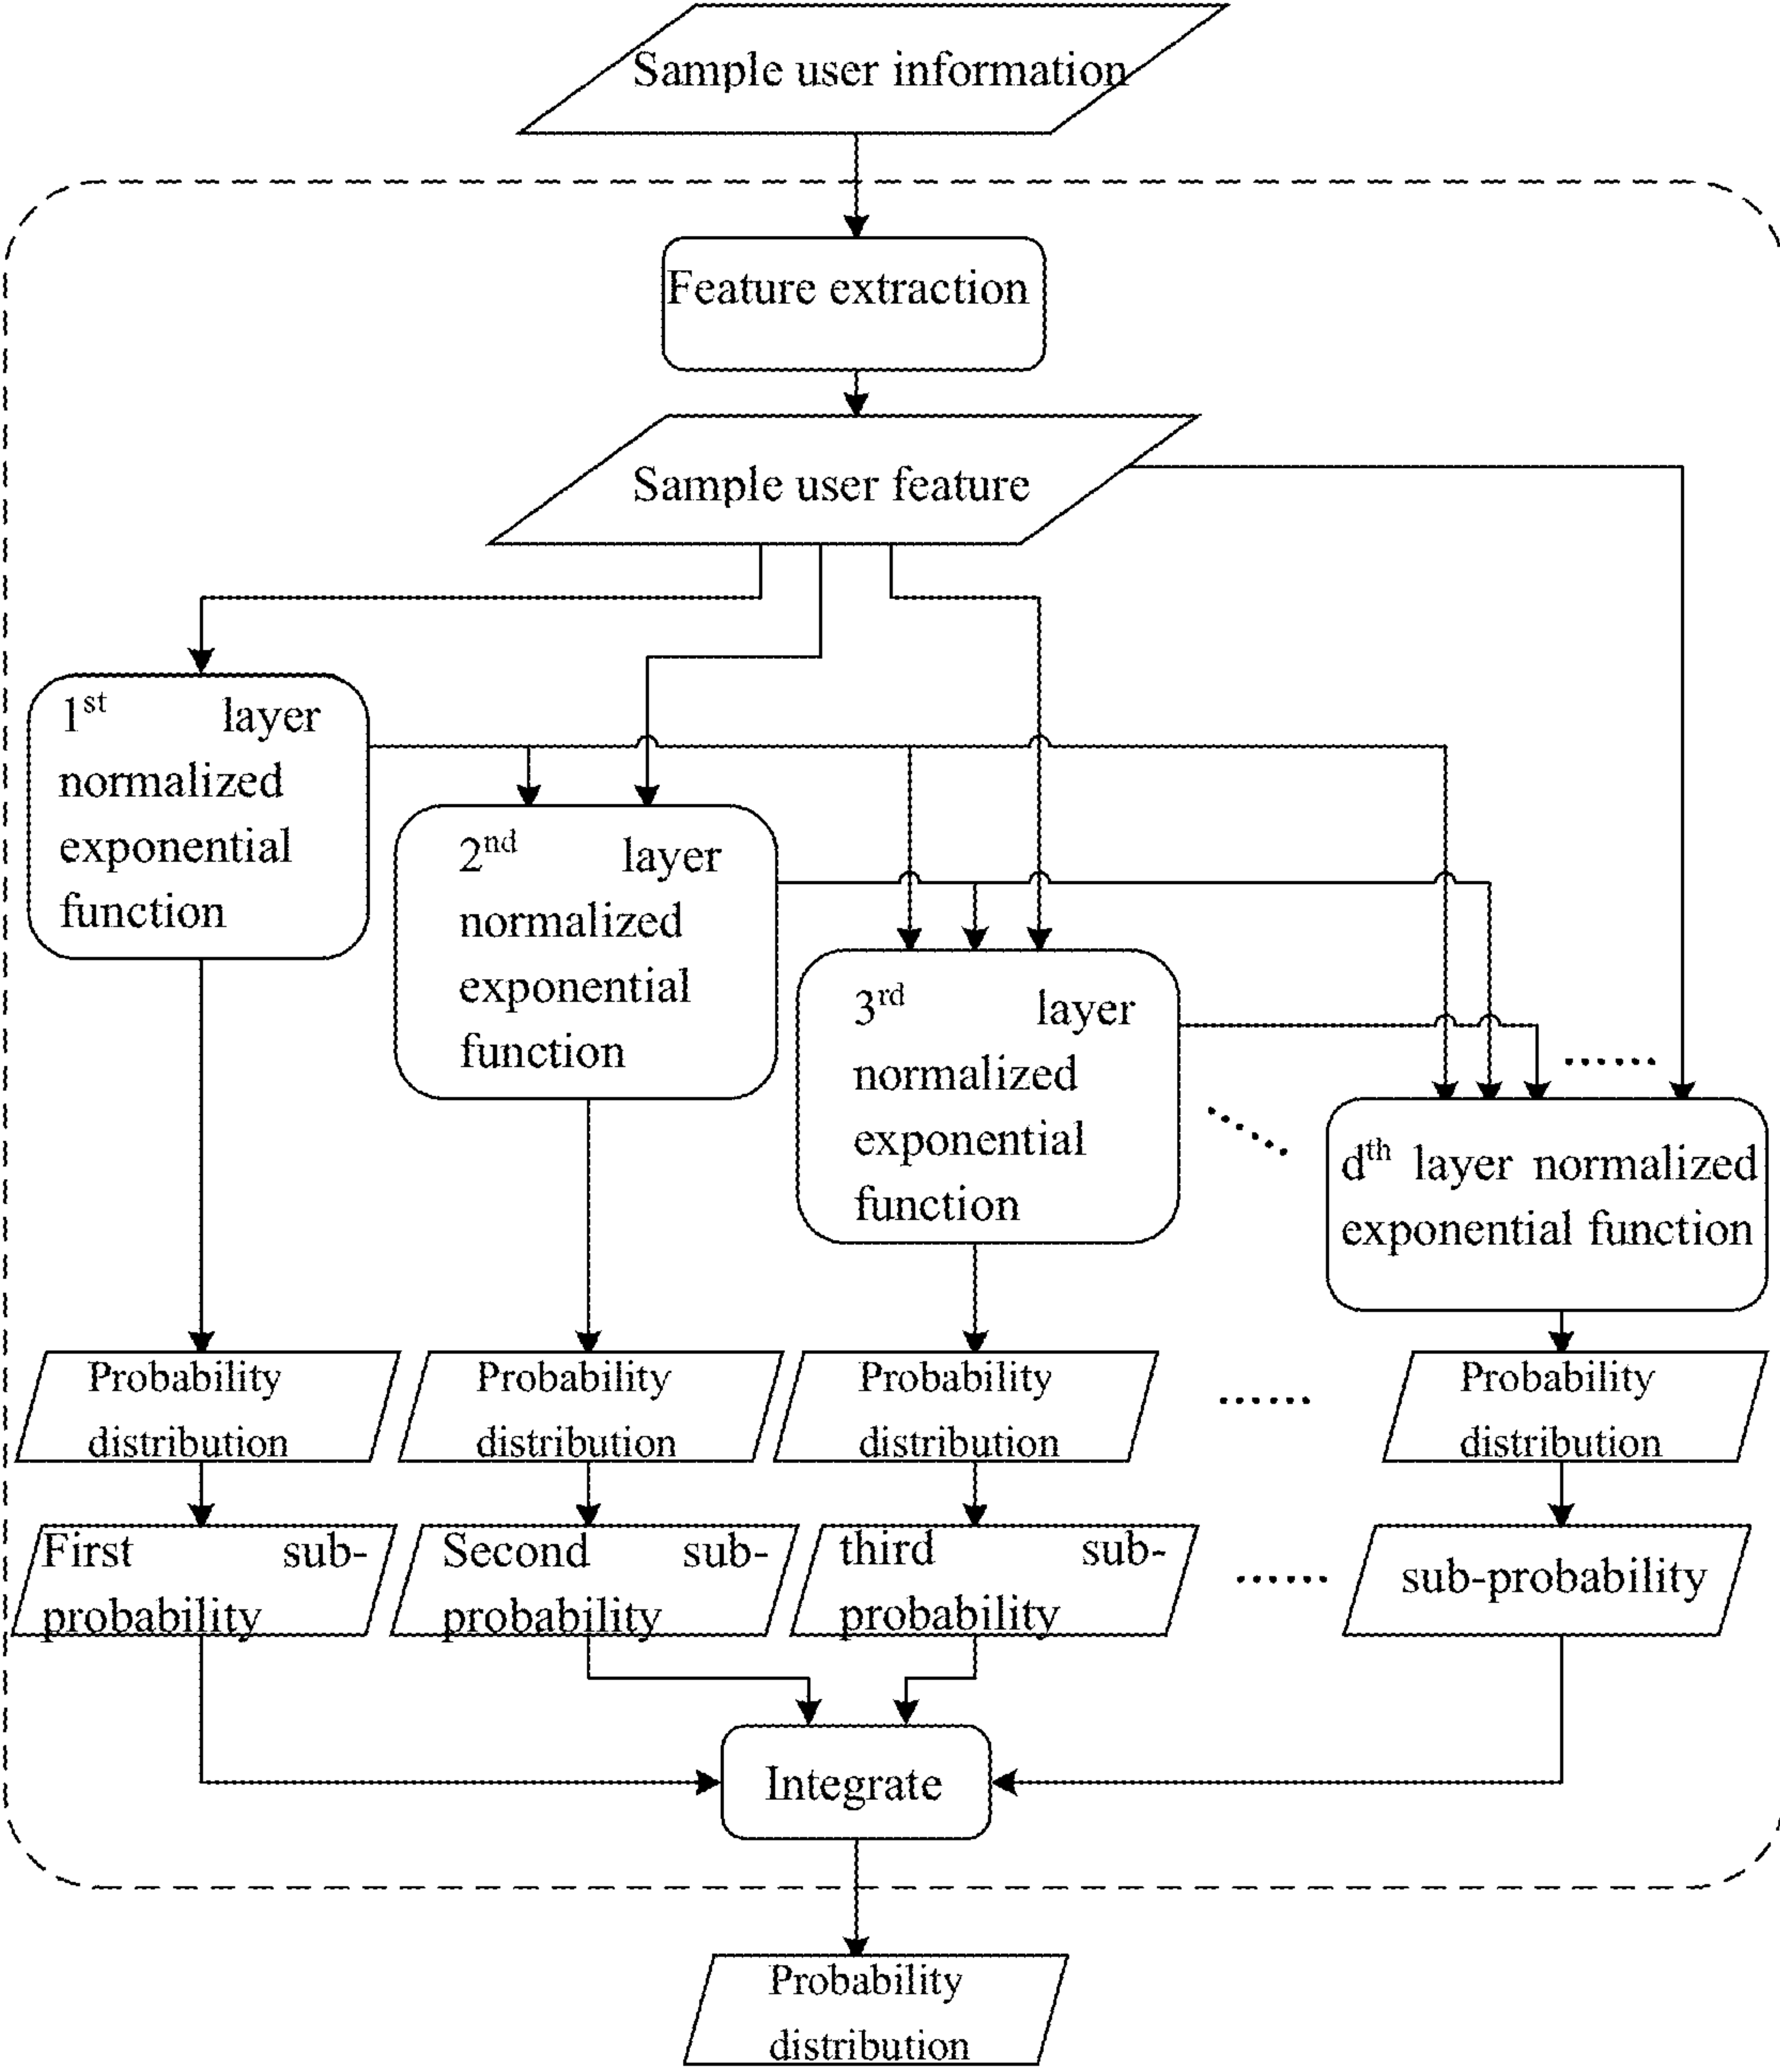 Sample user information
Feature extraction
Sample user feature
1st layer
normalized
exponential
function
2nd layer
normalized
exponential
function
3rd layer
normalized
exponential
function
......
......
dth layer normalized
exponential function
Probability
distribution
Probability
distribution
Probability
distribution
......
Probability
distribution
First sub-
probability
Second sub-
probability
third sub-
probability
......
sub-probability
Integrate
Probability
distribution